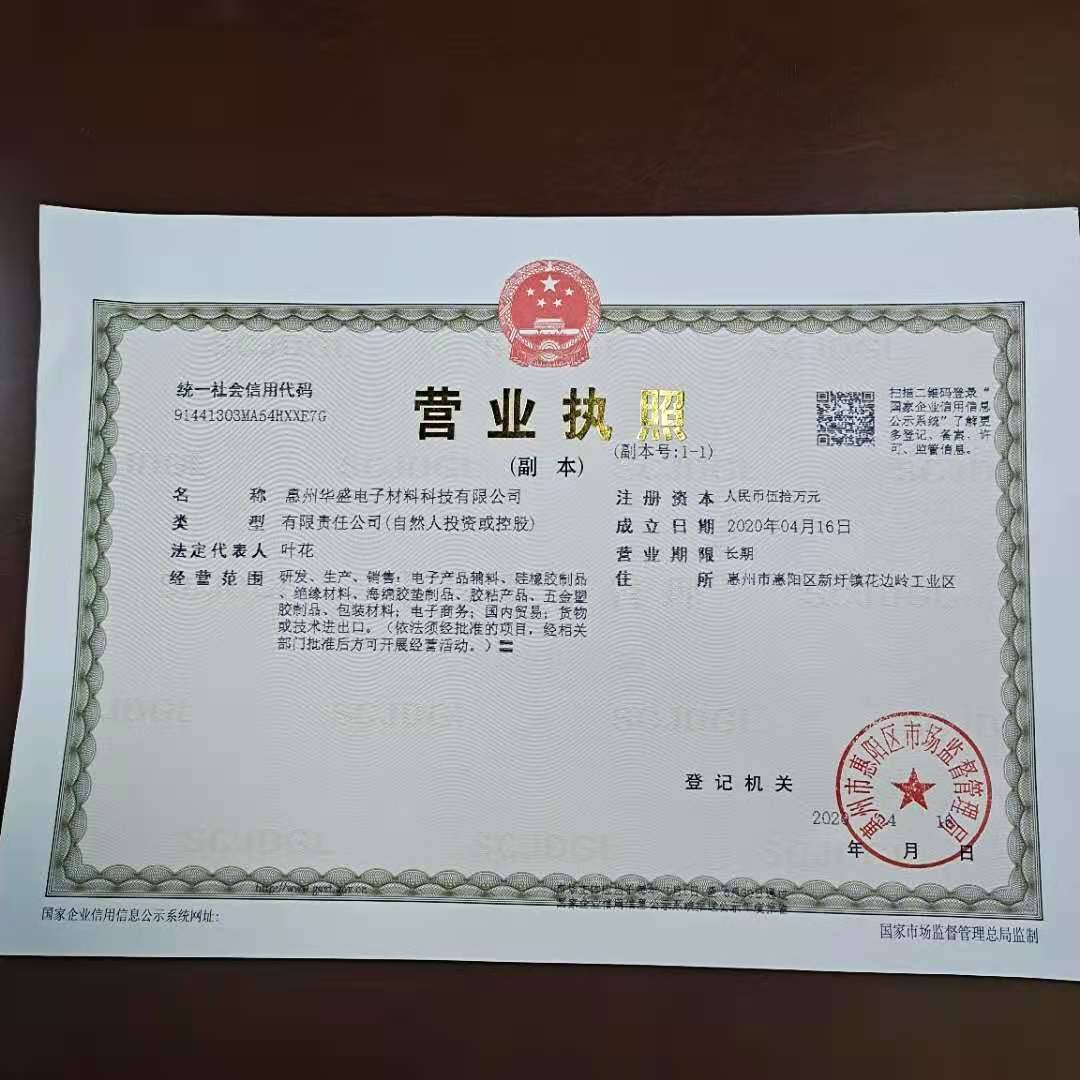 统一社会信用代码
91441303MA54HXXE7G
营业执照
(副 本)
(副本号:1-1)
扫描二维码登录“
国家企业信用信息
公示系统”了解更
多登记、备案、许
可、监管信息。
名 称 惠州华盛电子材料科技有限公司
类 型 有限责任公司(自然人投资或控股)
法定代表人 叶花
经营范围 研发、生产、销售：电子产品辅料、硅橡胶制品
、绝缘材料、海绵胶垫制品、胶粘产品、五金塑
胶制品、包装材料；电子商务；国内贸易；货物
或技术进出口。（依法须经批准的项目，经相关
部门批准后方可开展经营活动。）
注册资本 人民币伍拾万元
成立日期 2020年04月16日
营业期限 长期
住 所 惠州市惠阳区新圩镇花边岭工业区
登记机关
惠州市惠阳区市场监督管理局
2020 4 16
年 月 日
http://www.gsxt.gov.cn
国家企业信用信息公示系统网址:
国家市场监督管理总局监制
SCJDGL